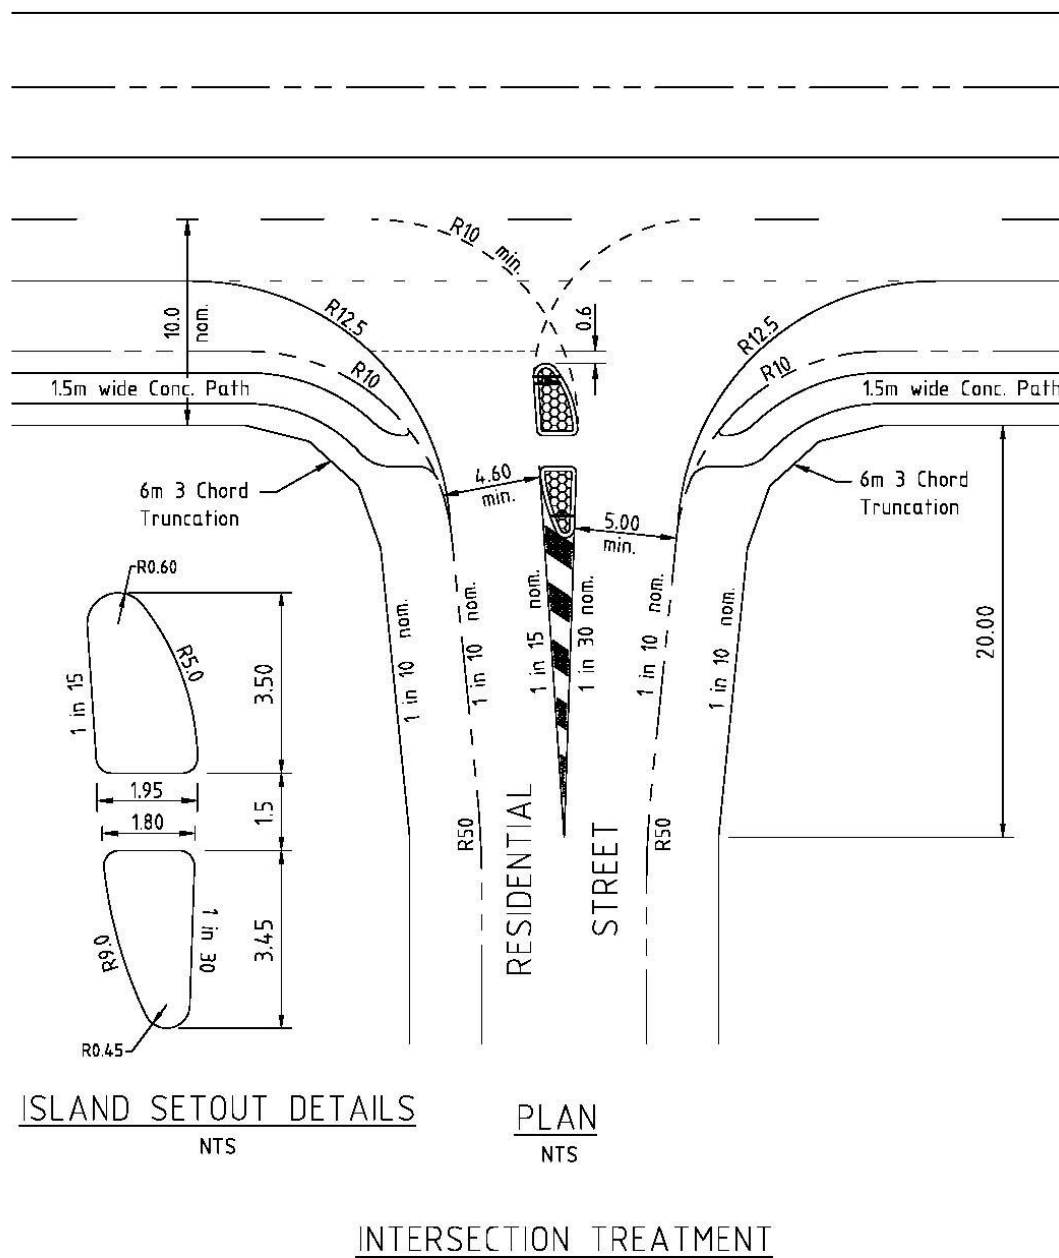 R10 min.
10.0 nom.
R12.5
0.6
R12.5
R10
R10
1.5m wide Conc. Path
1.5m wide Conc. Path
6m 3 Chord
Truncation
4.60
min.
6m 3 Chord
Truncation
5.00
min.
R0.60
R5.0
1 in 15
3.50
1 in 10 nom.
1 in 10 nom.
1 in 15 nom.
1 in 30 nom.
1 in 10 nom.
1 in 10 nom.
20.00
1.95
1.5
1.80
R50
RESIDENTIAL
STREET
R50
R9.0
1 in 30
3.45
R0.45
ISLAND SETOUT DETAILS
NTS
PLAN
NTS
INTERSECTION TREATMENT